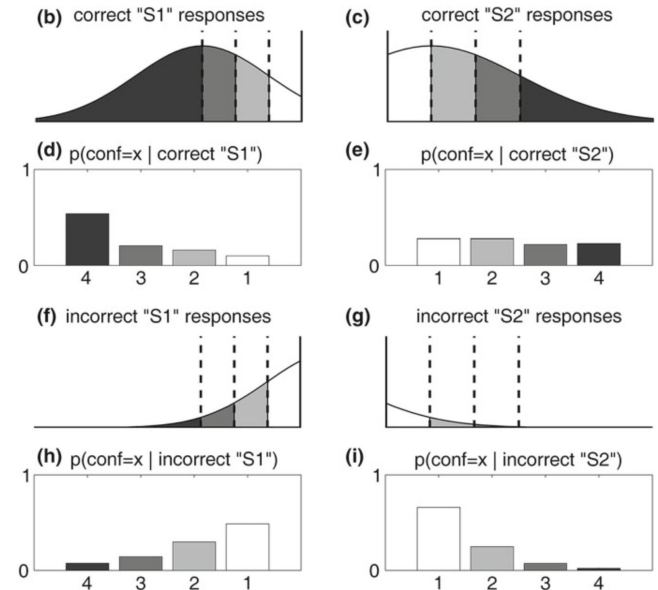 (b) correct "S1" responses
(c) correct "S2" responses
(d) p(conf=x | correct "S1")
1
0
4 3 2 1
(e) p(conf=x | correct "S2")
1
0
1 2 3 4
(f) incorrect "S1" responses
(g) incorrect "S2" responses
(h) p(conf=x | incorrect "S1")
1
0
4 3 2 1
(i) p(conf=x | incorrect "S2")
1
0
1 2 3 4